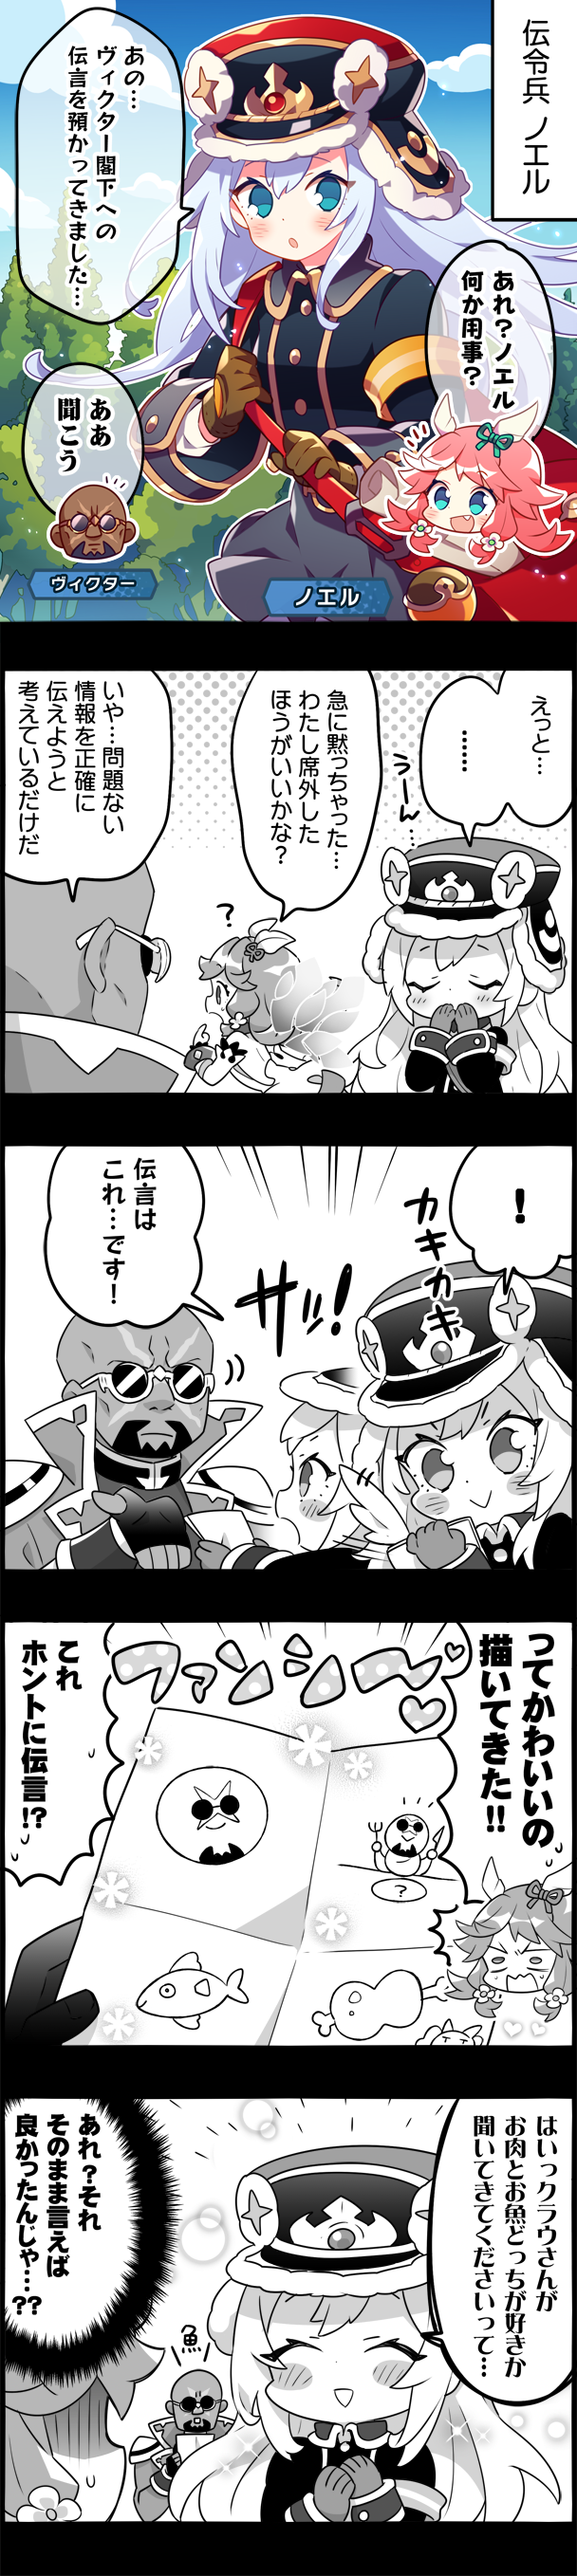 伝令兵 ノエル
あれ？ノエル
何か用事？
あの…
ヴィクター閣下への
伝言を預かってきました…
ああ
聞こう
ヴィクター
ノエル
えっと…
……
うーん…
急に黙っちゃった…
わたし席外した
ほうがいいかな？
?
いや…問題ない
情報を正確に
伝えようと
考えているだけだ
！
カキカキ
サッ！
伝言は
これ…です！
ってかわいいの
描いてきた!!
ファンシー
?
これ
ホントに伝言!?
はいっクラウさんが
お肉とお魚どっちが好きか
聞いてきてくださいって…
魚
あれ？それ
そのまま言えば
良かったんじゃ…??